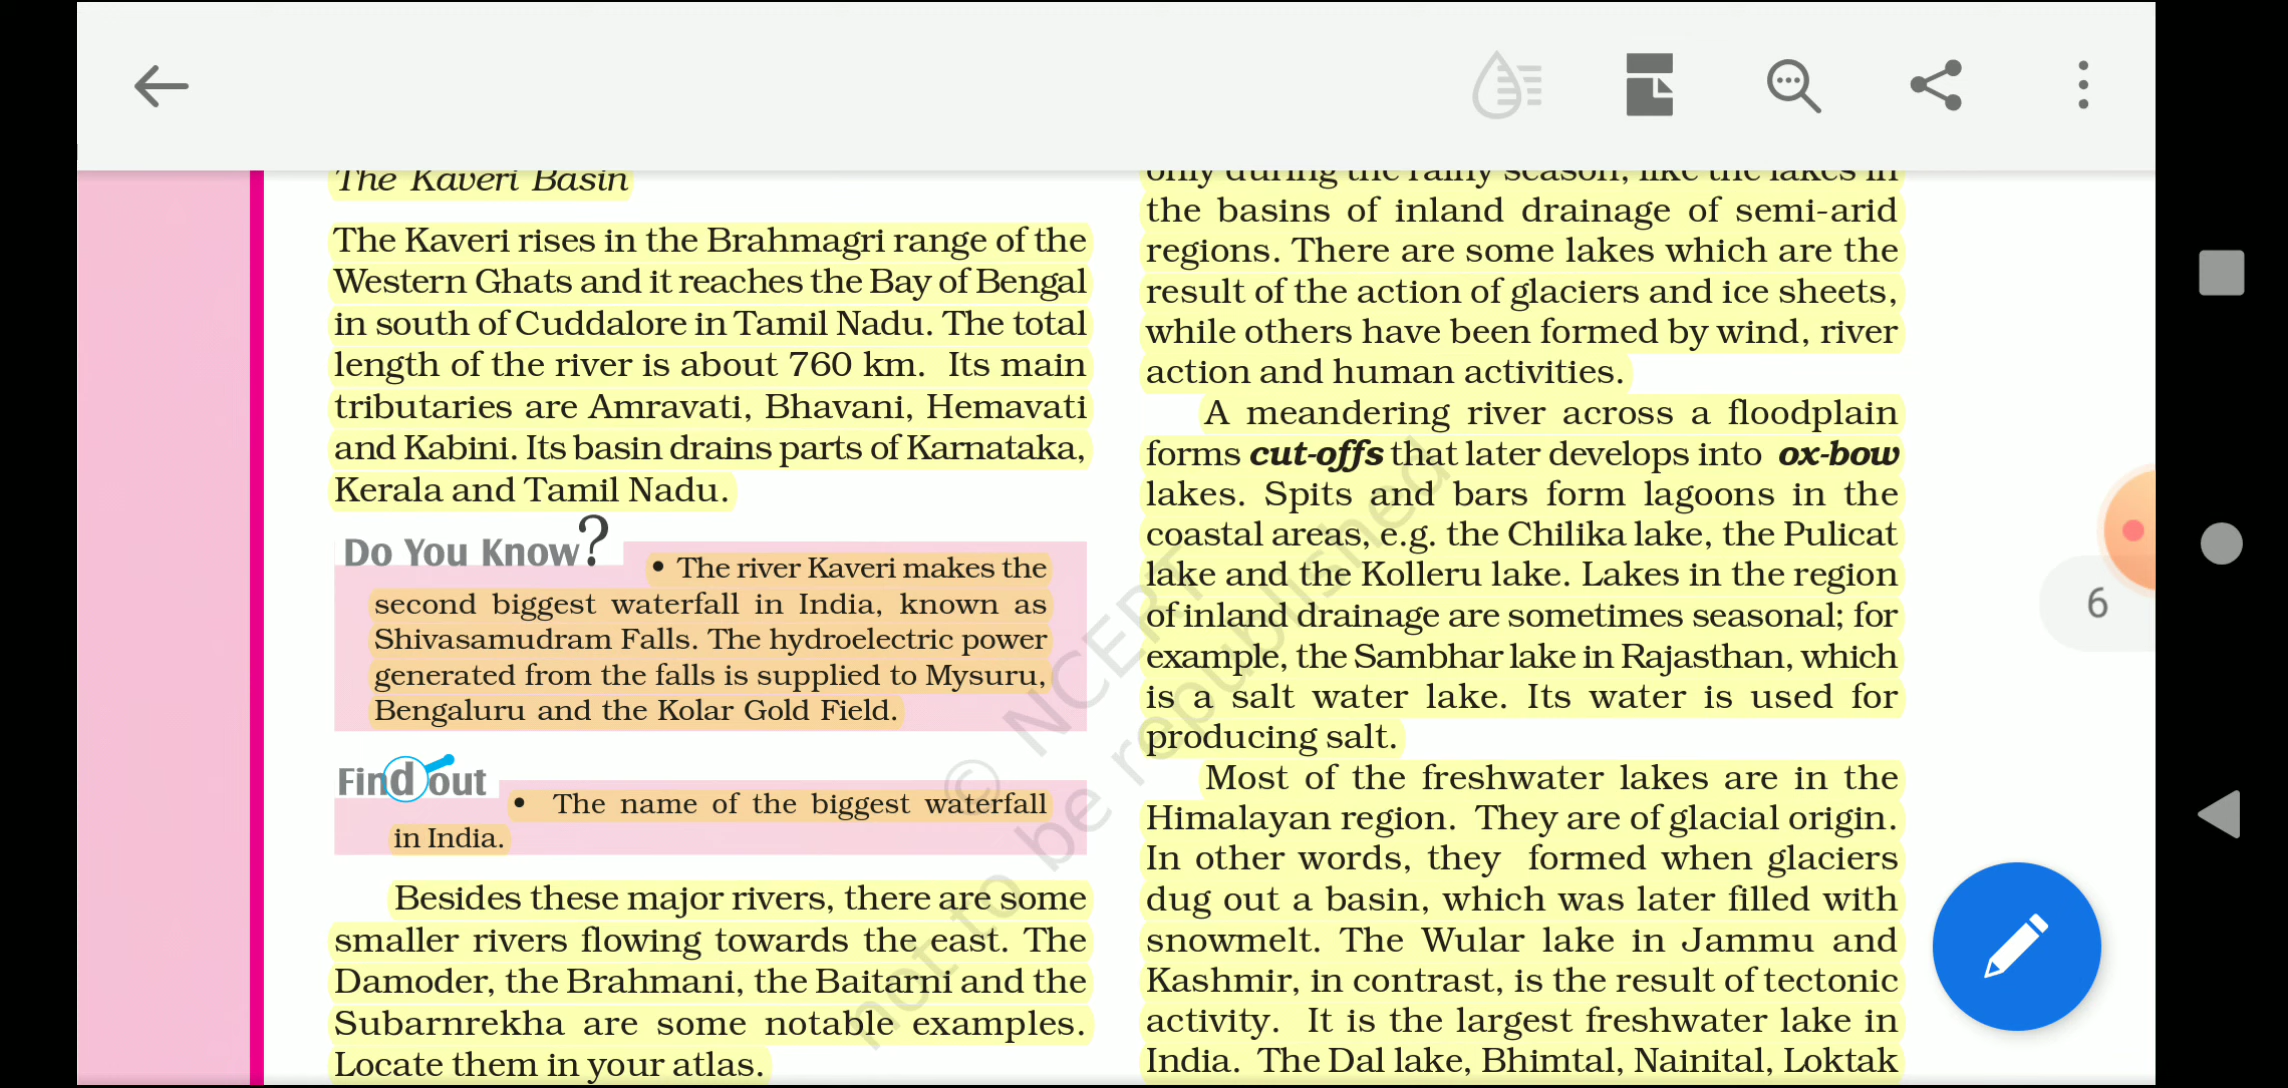 The Kaveri Basin
The Kaveri rises in the Brahmagri range of the
Western Ghats and it reaches the Bay of Bengal
in south of Cuddalore in Tamil Nadu. The total
length of the river is about 760 km. Its main
tributaries are Amravati, Bhavani, Hemavati
and Kabini. Its basin drains parts of Karnataka,
Kerala and Tamil Nadu.
Do You Know?
• The river Kaveri makes the
second biggest waterfall in India, known as
Shivasamudram Falls. The hydroelectric power
generated from the falls is supplied to Mysuru,
Bengaluru and the Kolar Gold Field.
Find out
• The name of the biggest waterfall
in India.
Besides these major rivers, there are some
smaller rivers flowing towards the east. The
Damoder, the Brahmani, the Baitarni and the
Subarnrekha are some notable examples.
Locate them in your atlas.
only during the rainy season, like the lakes in
the basins of inland drainage of semi-arid
regions. There are some lakes which are the
result of the action of glaciers and ice sheets,
while others have been formed by wind, river
action and human activities.
A meandering river across a floodplain
forms cut-offs that later develops into ox-bow
lakes. Spits and bars form lagoons in the
coastal areas, e.g. the Chilika lake, the Pulicat
lake and the Kolleru lake. Lakes in the region
of inland drainage are sometimes seasonal; for
example, the Sambhar lake in Rajasthan, which
is a salt water lake. Its water is used for
producing salt.
Most of the freshwater lakes are in the
Himalayan region. They are of glacial origin.
In other words, they formed when glaciers
dug out a basin, which was later filled with
snowmelt. The Wular lake in Jammu and
Kashmir, in contrast, is the result of tectonic
activity. It is the largest freshwater lake in
India. The Dal lake, Bhimtal, Nainital, Loktak
© NCERT
not to be republished
6